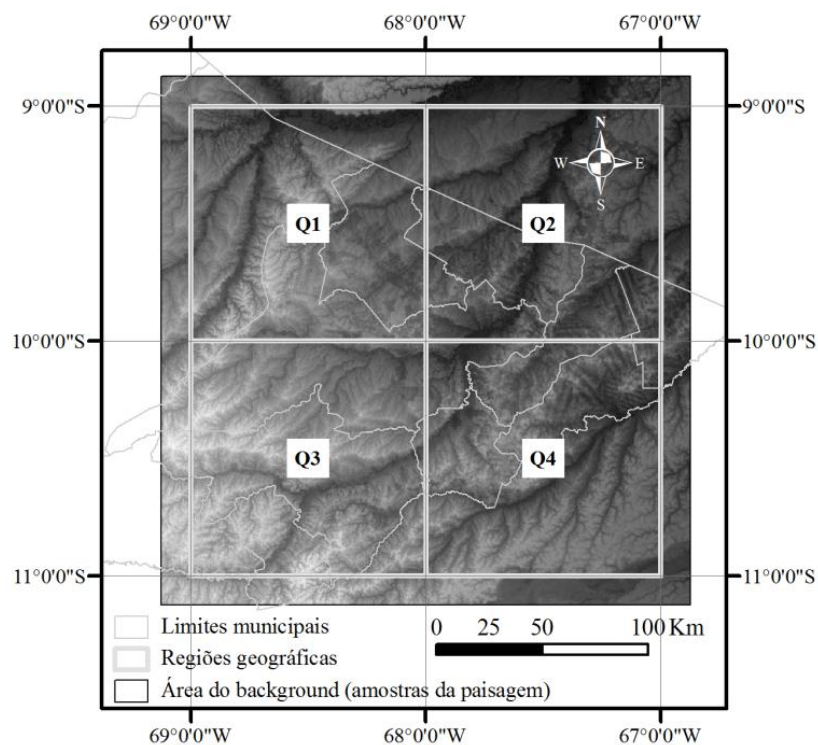 69°0'0"W 68°0'0"W 67°0'0"W
9°0'0"S 9°0'0"S
N
W E
S
Q1 Q2
10°0'0"S 10°0'0"S
Q3 Q4
11°0'0"S 11°0'0"S
Limites municipais
Regiões geográficas
Área do background (amostras da paisagem)
0 25 50 100 Km
69°0'0"W 68°0'0"W 67°0'0"W